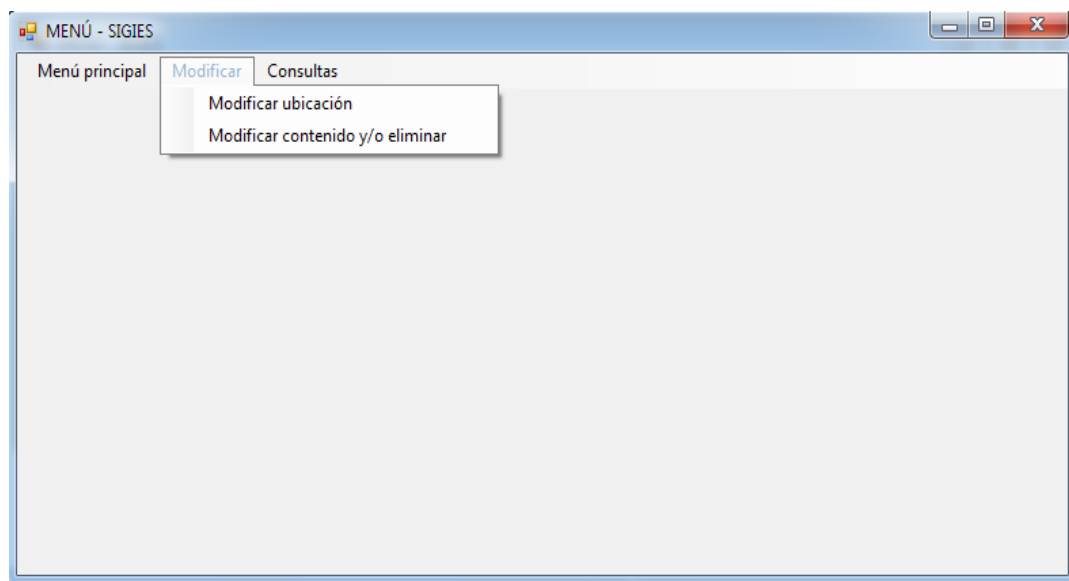 MENÚ - SIGIES
Menú principal Modificar Consultas
Modificar ubicación
Modificar contenido y/o eliminar